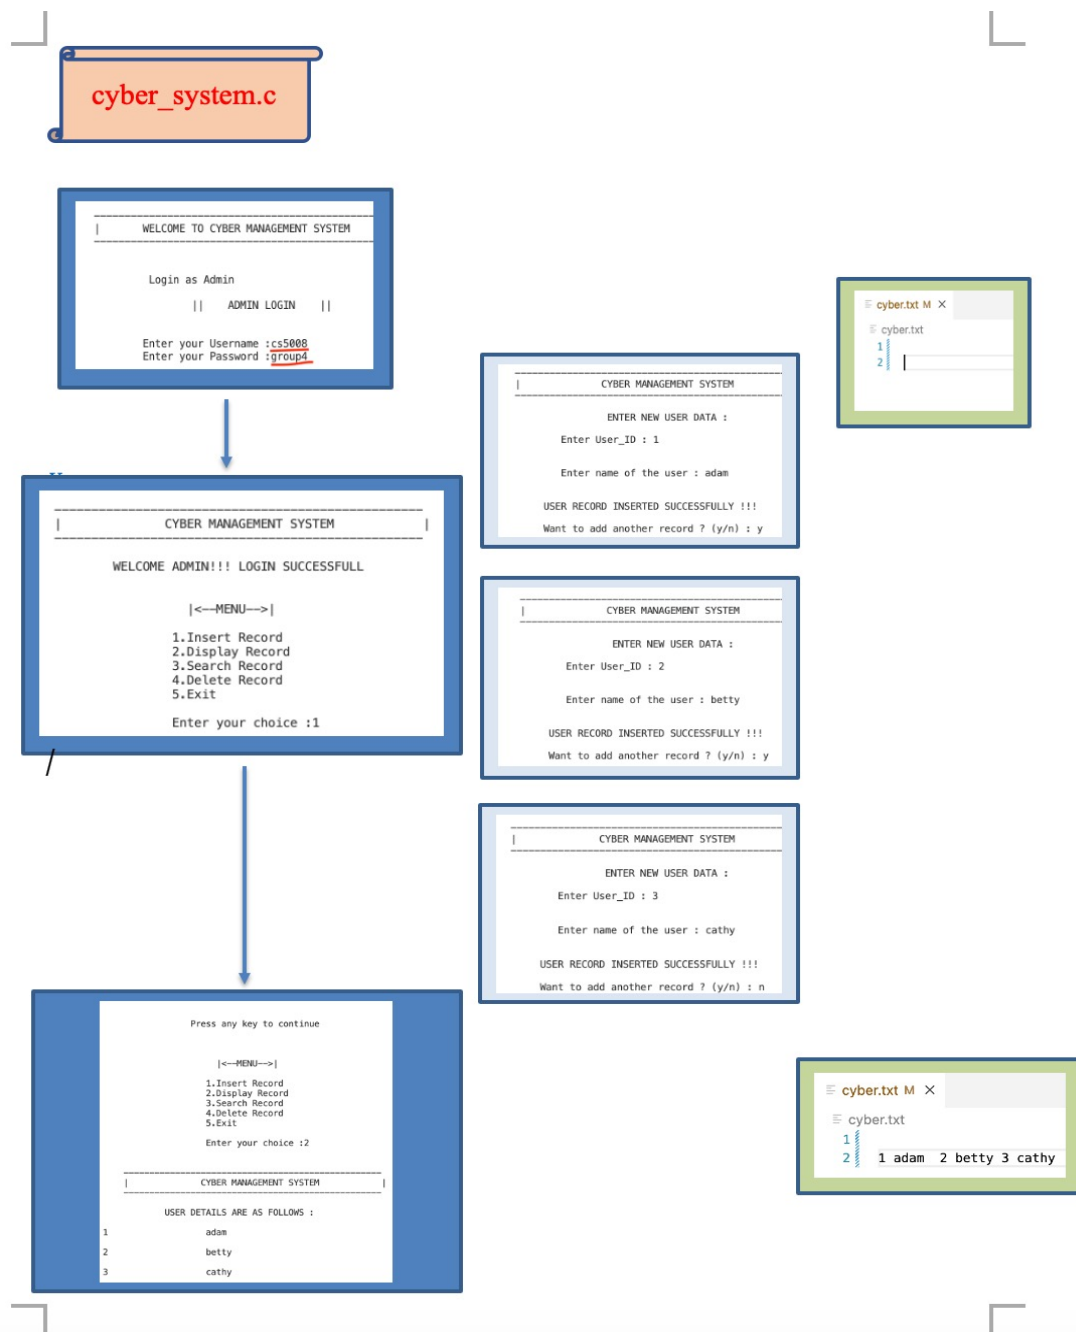 cyber_system.c
| WELCOME TO CYBER MANAGEMENT SYSTEM
Login as Admin
|| ADMIN LOGIN ||
Enter your Username :cs5008
Enter your Password :group4
| CYBER MANAGEMENT SYSTEM |
WELCOME ADMIN!!! LOGIN SUCCESSFULL
|<--MENU-->|
1.Insert Record
2.Display Record
3.Search Record
4.Delete Record
5.Exit
Enter your choice :1
/
| CYBER MANAGEMENT SYSTEM
ENTER NEW USER DATA :
Enter User_ID : 1
Enter name of the user : adam
USER RECORD INSERTED SUCCESSFULLY !!!
Want to add another record ? (y/n) : y
| CYBER MANAGEMENT SYSTEM
ENTER NEW USER DATA :
Enter User_ID : 2
Enter name of the user : betty
USER RECORD INSERTED SUCCESSFULLY !!!
Want to add another record ? (y/n) : y
| CYBER MANAGEMENT SYSTEM
ENTER NEW USER DATA :
Enter User_ID : 3
Enter name of the user : cathy
USER RECORD INSERTED SUCCESSFULLY !!!
Want to add another record ? (y/n) : n
cyber.txt M X
cyber.txt
1
2
Press any key to continue
|<--MENU-->|
1.Insert Record
2.Display Record
3.Search Record
4.Delete Record
5.Exit
Enter your choice :2
| CYBER MANAGEMENT SYSTEM |
USER DETAILS ARE AS FOLLOWS :
1 adam
2 betty
3 cathy
cyber.txt M X
cyber.txt
1
2 1 adam 2 betty 3 cathy